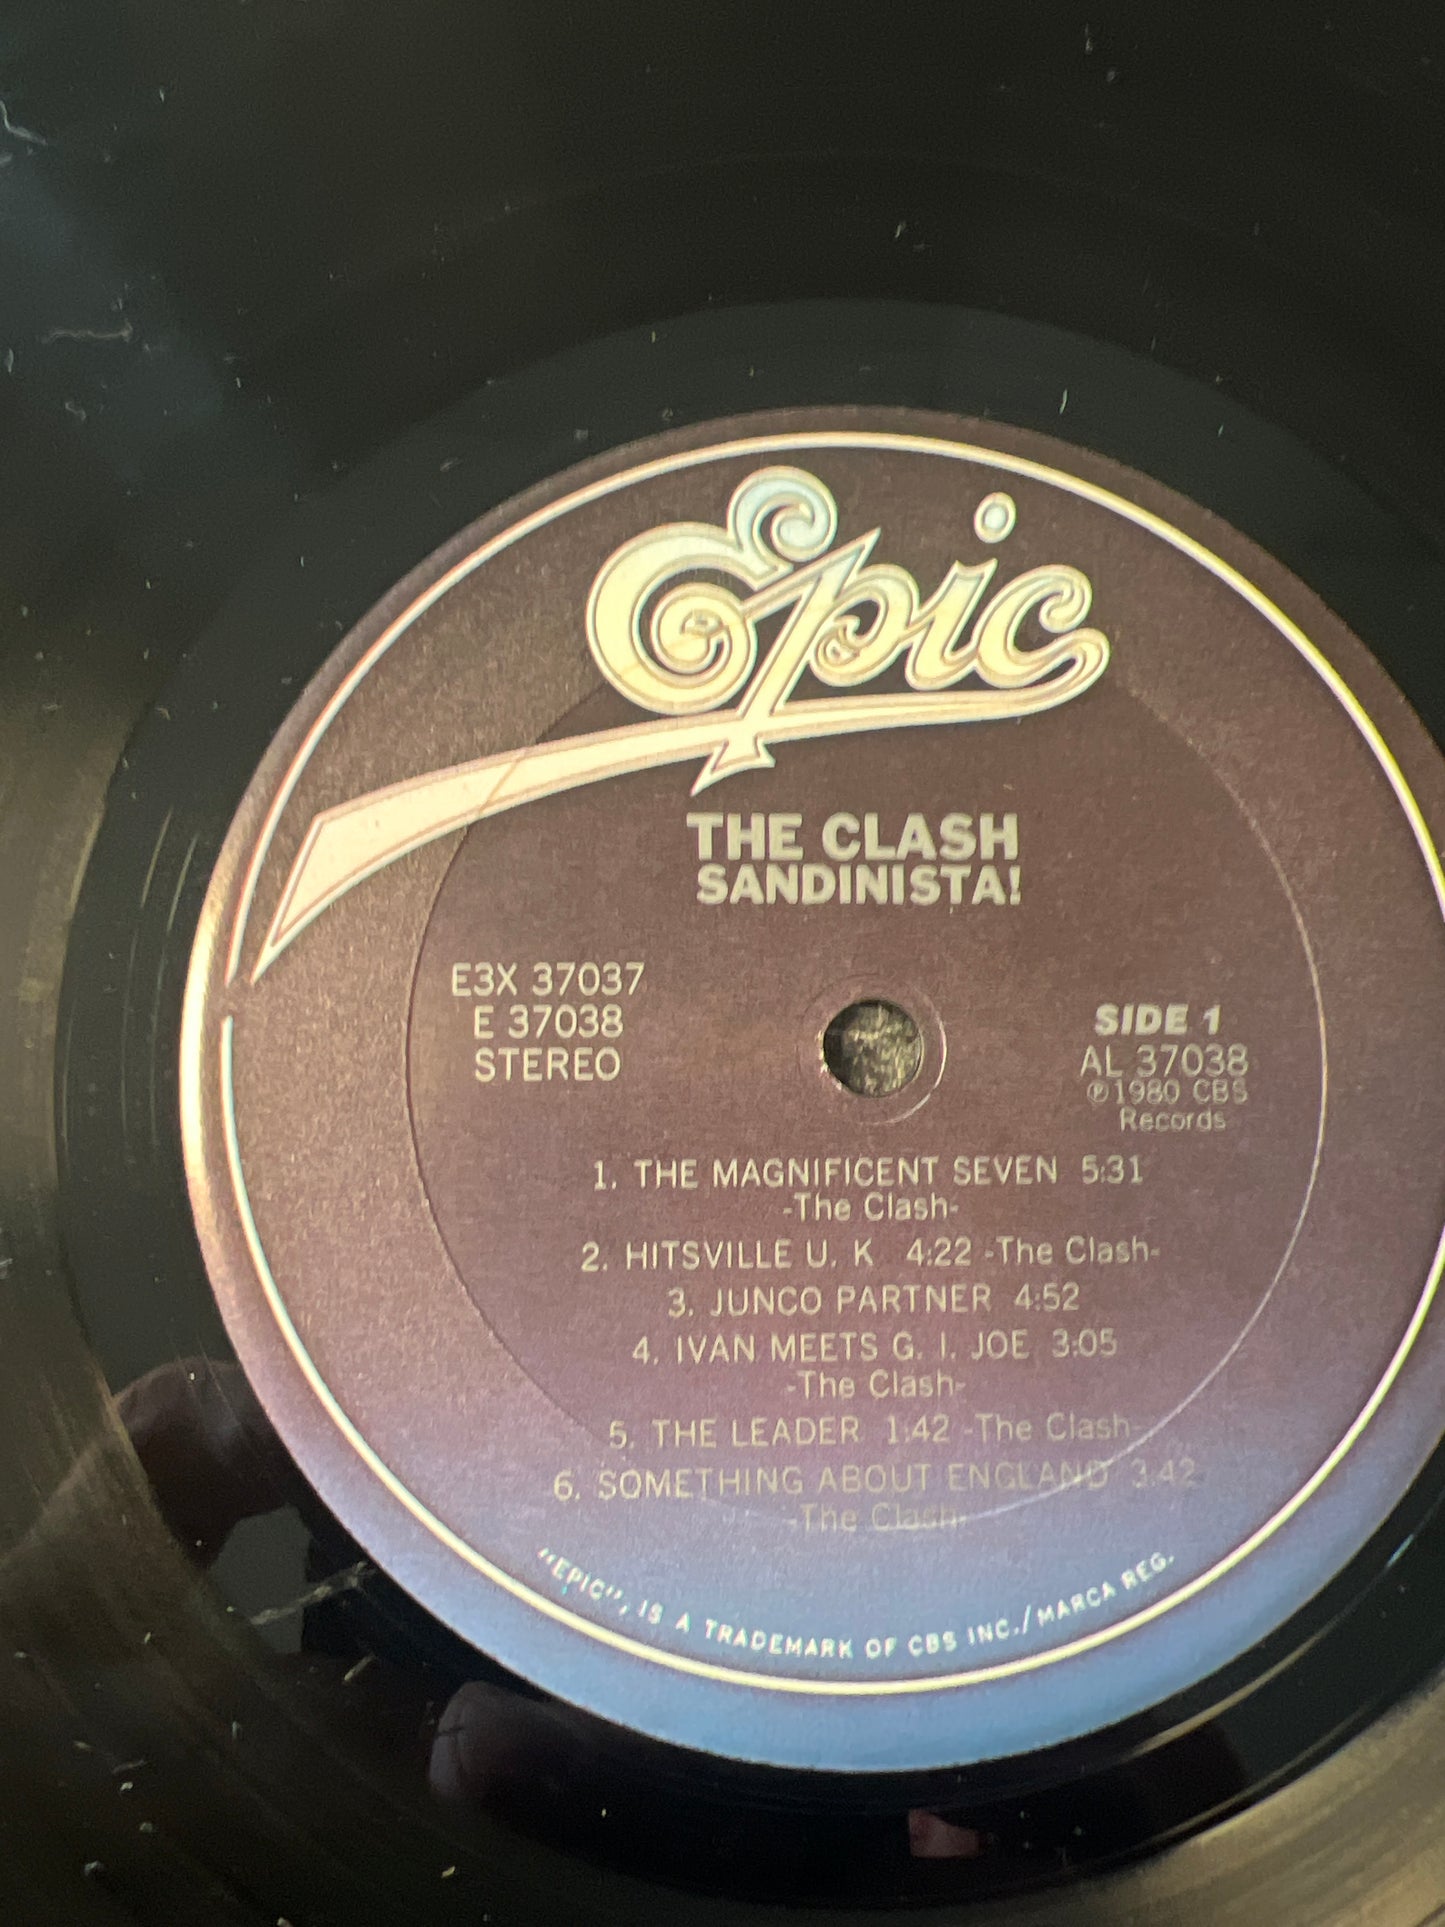 Epic
THE CLASH
SANDINISTA!
E3X 37037
E 37038
STEREO
SIDE 1
AL 37038
℗1980 CBS
Records
1. THE MAGNIFICENT SEVEN 5:31
-The Clash-
2. HITSVILLE U. K 4:22 -The Clash-
3. JUNCO PARTNER 4:52
4. IVAN MEETS G. I. JOE 3:05
-The Clash-
5. THE LEADER 1:42 -The Clash-
6. SOMETHING ABOUT ENGLAND 3:42
-The Clash-
"EPIC", IS A TRADEMARK OF CBS INC./MARCA REG.